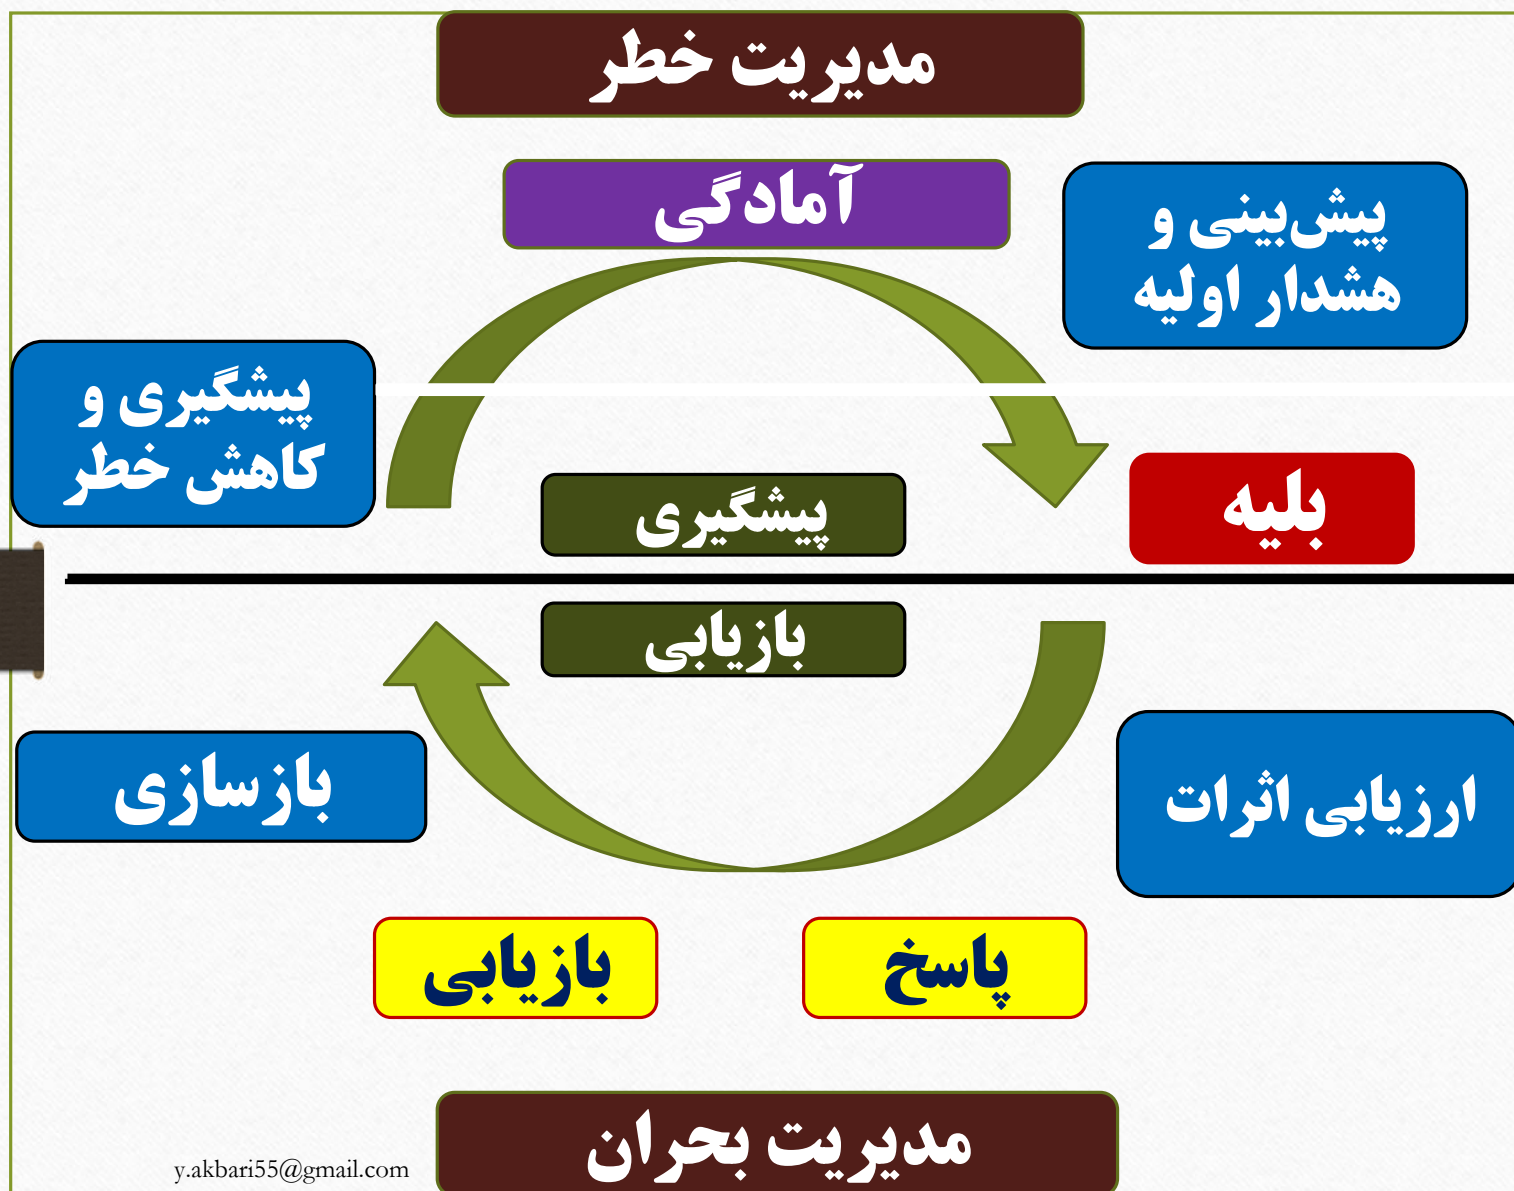 مدیریت خطر
آمادگی
پیش‌بینی و
هشدار اولیه
پیشگیری و
کاهش خطر
پیشگیری
بلیه
بازیابی
بازسازی
ارزیابی اثرات
پاسخ
بازیابی
مدیریت بحران
y.akbari55@gmail.com